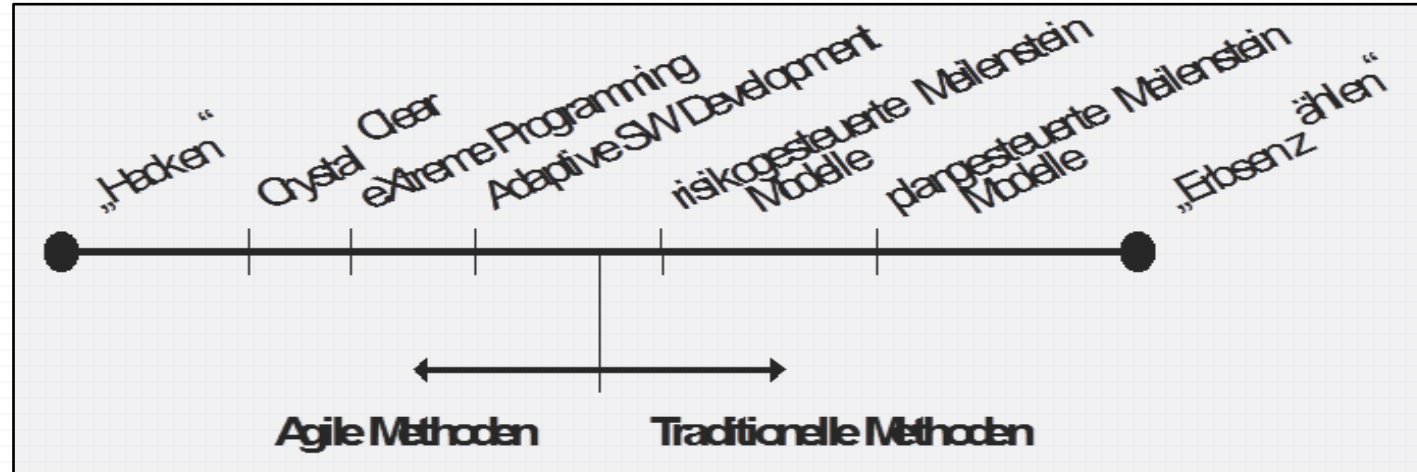 „Hacken“
Crystal Clear
eXtreme Programming
Adaptive SW Development
risikogesteuerte Meilenstein
Modelle
plangesteuerte Meilenstein
Modelle
„Erbsenzählen“
Agile Methoden
Traditionelle Methoden